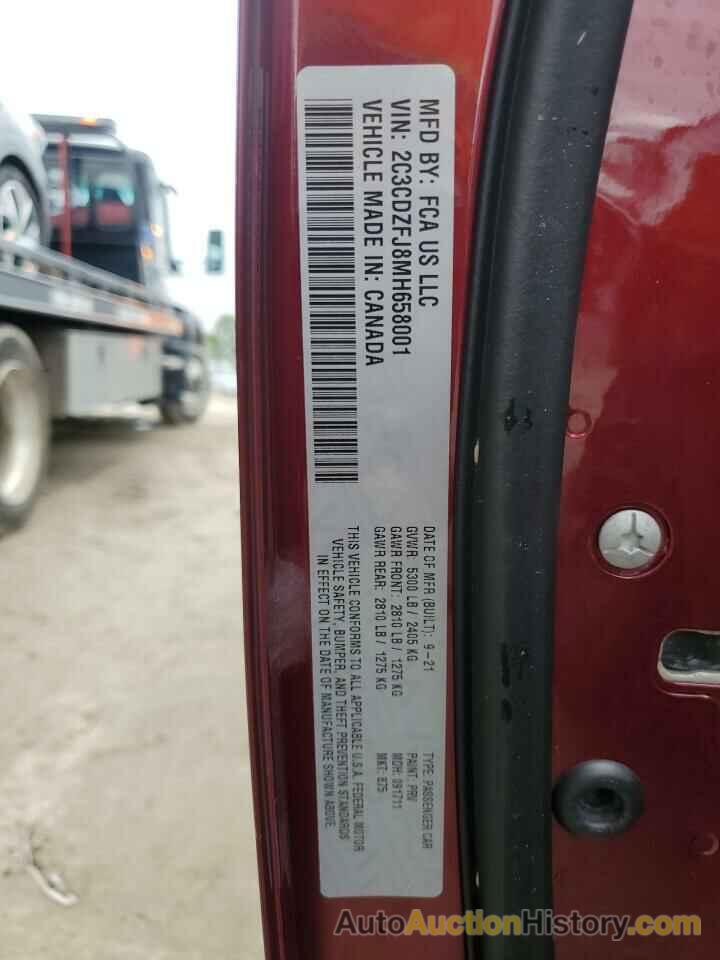 MFD BY: FCA US LLC
VIN: 2C3CDZFJ8MH658001
VEHICLE MADE IN: CANADA
DATE OF MFR (BUILT): 9-21
GVWR: 5300 LB / 2405 KG
GAWR FRONT: 2810 LB / 1275 KG
GAWR REAR: 2810 LB / 1275 KG
TYPE: PASSENGER CAR
PAINT: PRV
MDH: 091711
MKT: B75
THIS VEHICLE CONFORMS TO ALL APPLICABLE U.S.A. FEDERAL MOTOR
VEHICLE SAFETY, BUMPER, AND THEFT PREVENTION STANDARDS
IN EFFECT ON THE DATE OF MANUFACTURE SHOWN ABOVE.
AutoAuctionHistory.com